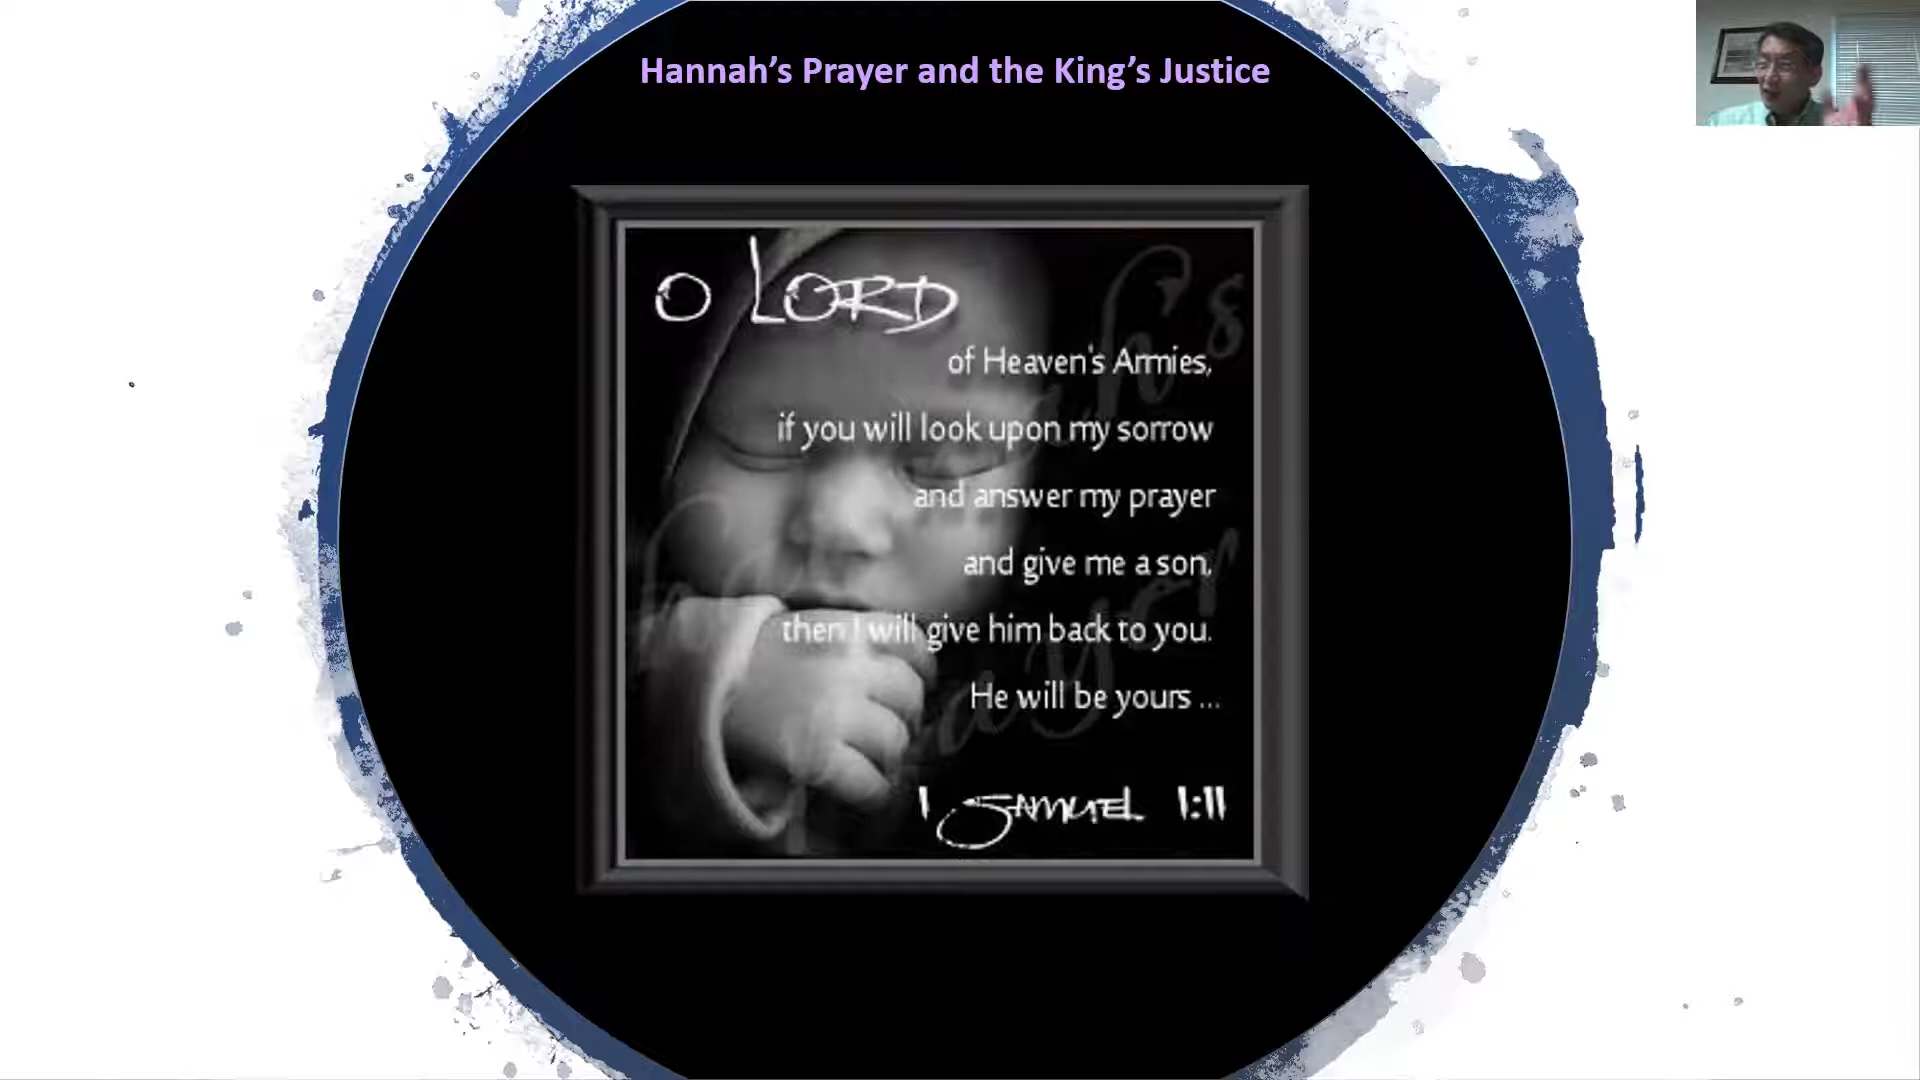 Hannah’s Prayer and the King’s Justice
O LORD
of Heaven's Armies,
if you will look upon my sorrow
and answer my prayer
and give me a son,
then I will give him back to you.
He will be yours ...
1 SAMUEL 1:11